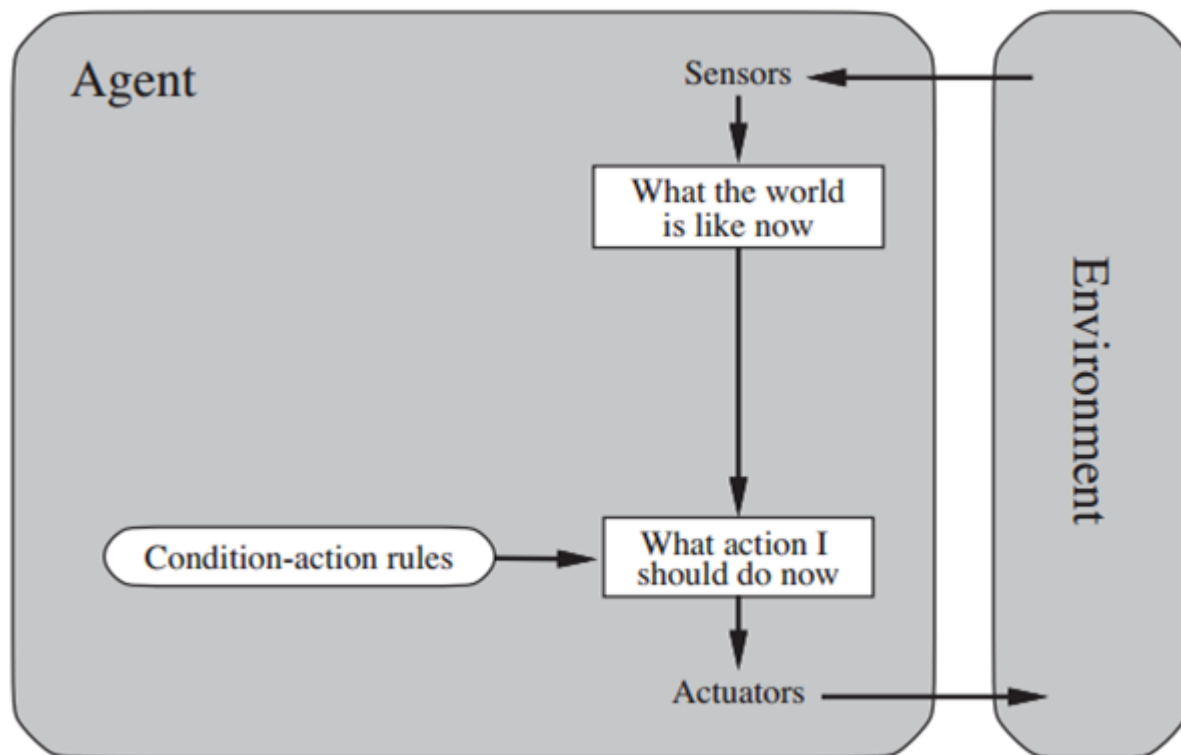 Agent
Sensors
What the world
is like now
Environment
Condition-action rules
What action I
should do now
Actuators